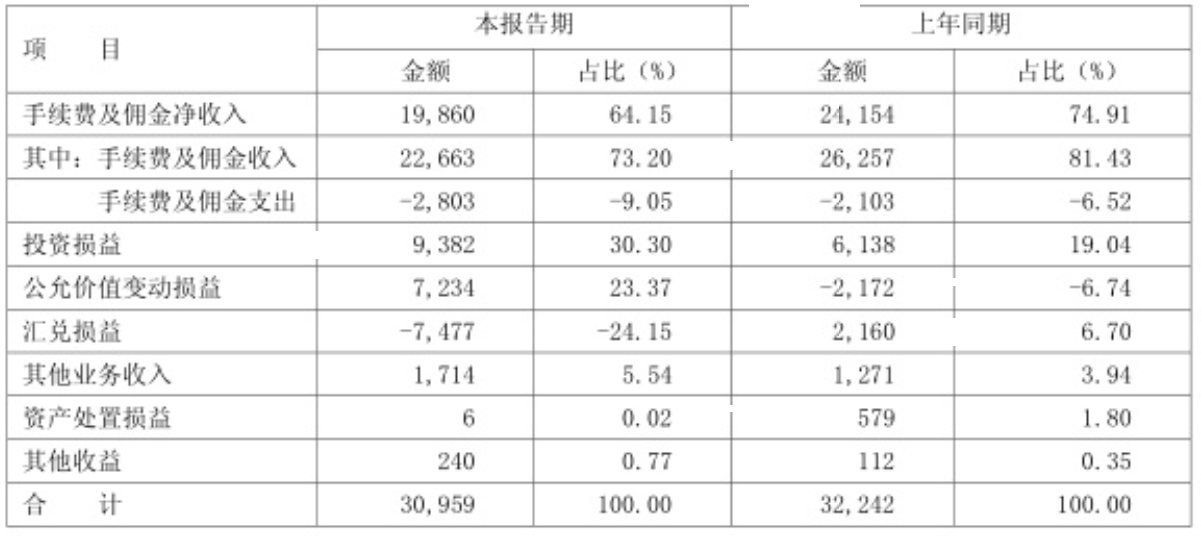 项 目 本报告期 上年同期
金额 占比（%） 金额 占比（%）
手续费及佣金净收入 19,860 64.15 24,154 74.91
其中：手续费及佣金收入 22,663 73.20 26,257 81.43
手续费及佣金支出 -2,803 -9.05 -2,103 -6.52
投资损益 9,382 30.30 6,138 19.04
公允价值变动损益 7,234 23.37 -2,172 -6.74
汇兑损益 -7,477 -24.15 2,160 6.70
其他业务收入 1,714 5.54 1,271 3.94
资产处置损益 6 0.02 579 1.80
其他收益 240 0.77 112 0.35
合 计 30,959 100.00 32,242 100.00